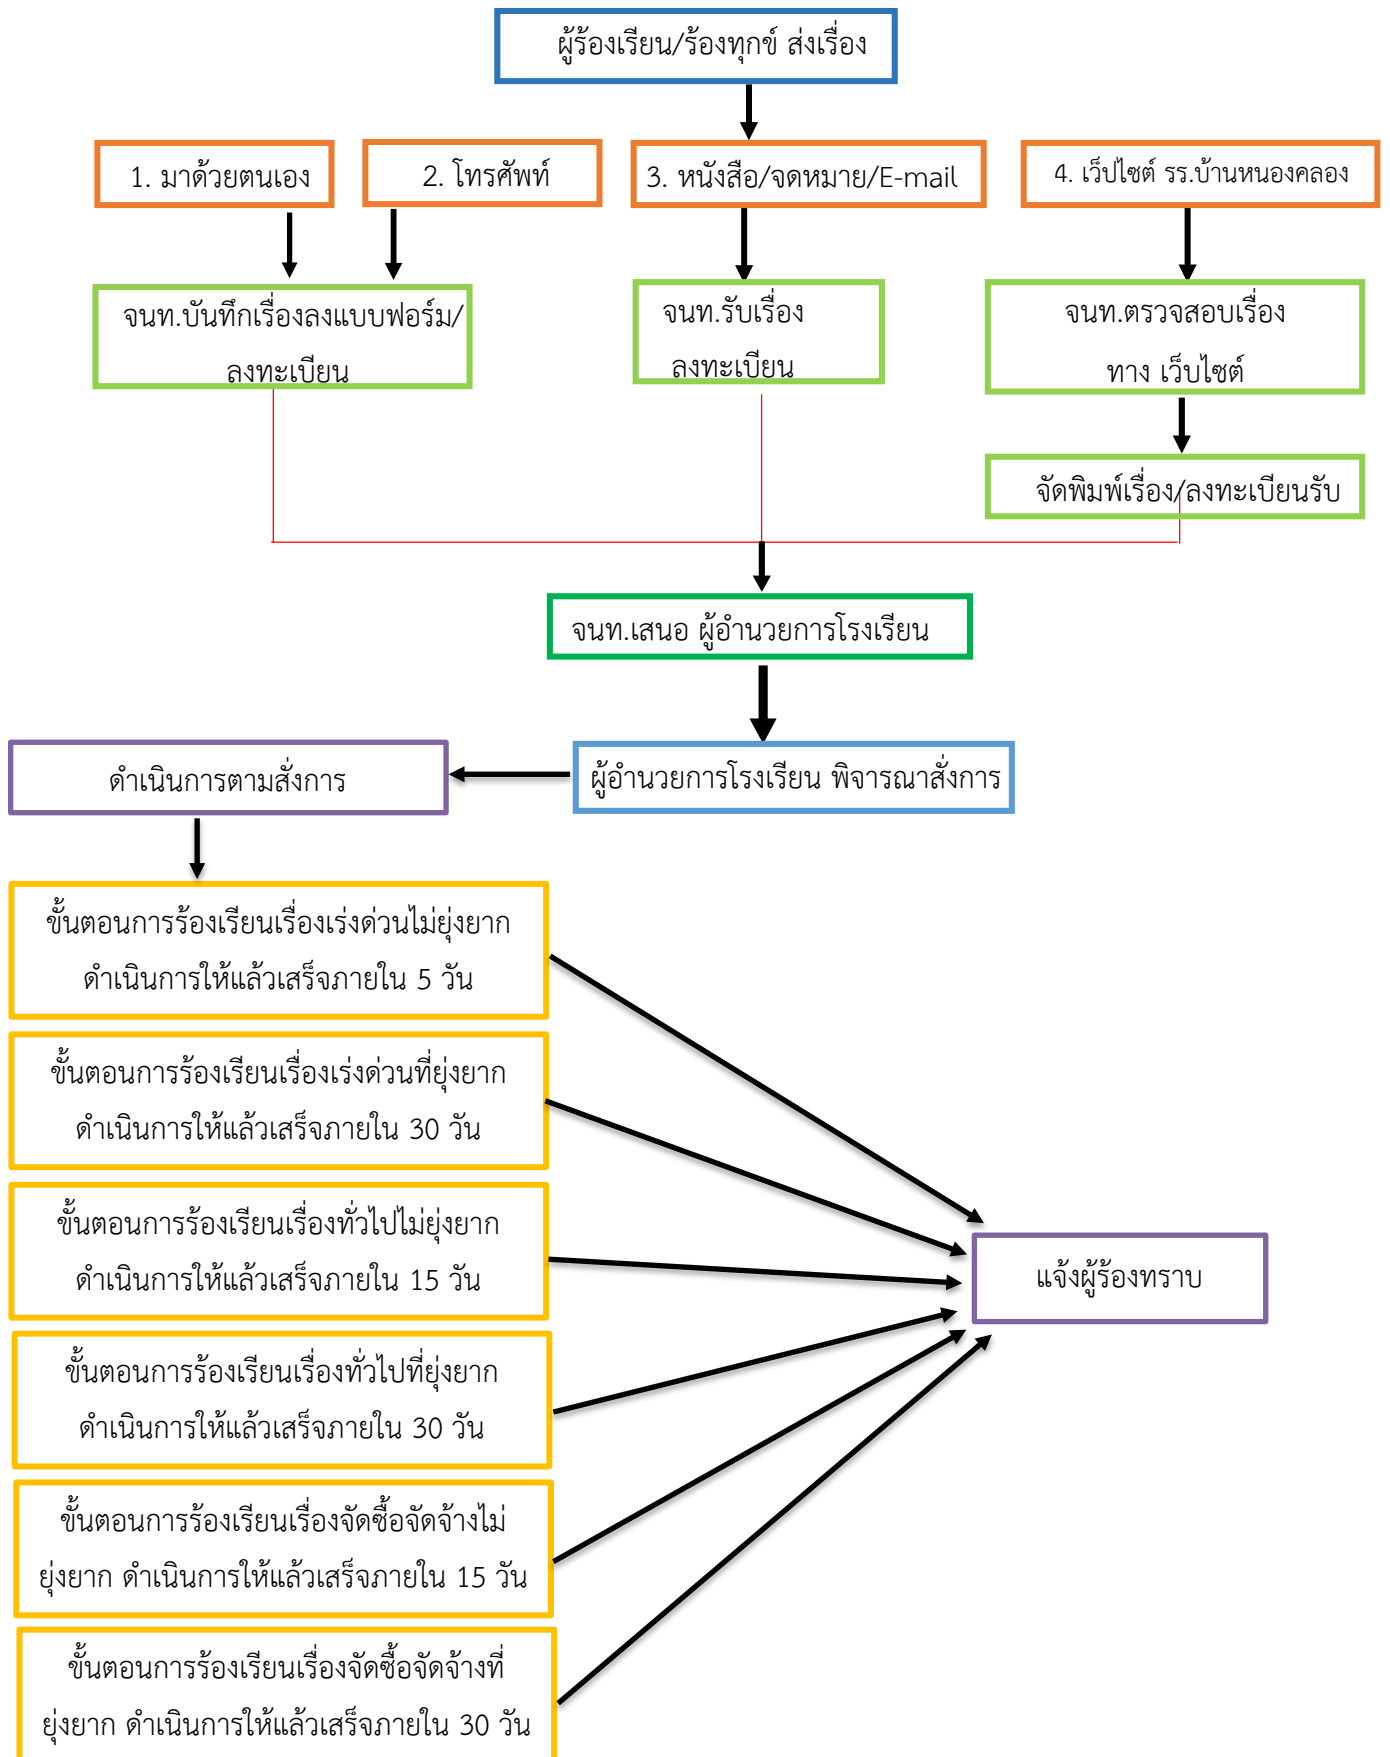 ผู้ร้องเรียน/ร้องทุกข์ ส่งเรื่อง
1. มาด้วยตนเอง
2. โทรศัพท์
3. หนังสือ/จดหมาย/E-mail
4. เว็ปไซต์ รร.บ้านหนองคลอง
จนท.บันทึกเรื่องลงแบบฟอร์ม/
ลงทะเบียน
จนท.รับเรื่อง
ลงทะเบียน
จนท.ตรวจสอบเรื่อง
ทาง เว็บไซต์
จัดพิมพ์เรื่อง/ลงทะเบียนรับ
จนท.เสนอ ผู้อำนวยการโรงเรียน
ผู้อำนวยการโรงเรียน พิจารณาสั่งการ
ดำเนินการตามสั่งการ
ขั้นตอนการร้องเรียนเรื่องเร่งด่วนไม่ยุ่งยาก
ดำเนินการให้แล้วเสร็จภายใน 5 วัน
ขั้นตอนการร้องเรียนเรื่องเร่งด่วนที่ยุ่งยาก
ดำเนินการให้แล้วเสร็จภายใน 30 วัน
ขั้นตอนการร้องเรียนเรื่องทั่วไปไม่ยุ่งยาก
ดำเนินการให้แล้วเสร็จภายใน 15 วัน
ขั้นตอนการร้องเรียนเรื่องทั่วไปที่ยุ่งยาก
ดำเนินการให้แล้วเสร็จภายใน 30 วัน
ขั้นตอนการร้องเรียนเรื่องจัดซื้อจัดจ้างไม่
ยุ่งยาก ดำเนินการให้แล้วเสร็จภายใน 15 วัน
ขั้นตอนการร้องเรียนเรื่องจัดซื้อจัดจ้างที่
ยุ่งยาก ดำเนินการให้แล้วเสร็จภายใน 30 วัน
แจ้งผู้ร้องทราบ